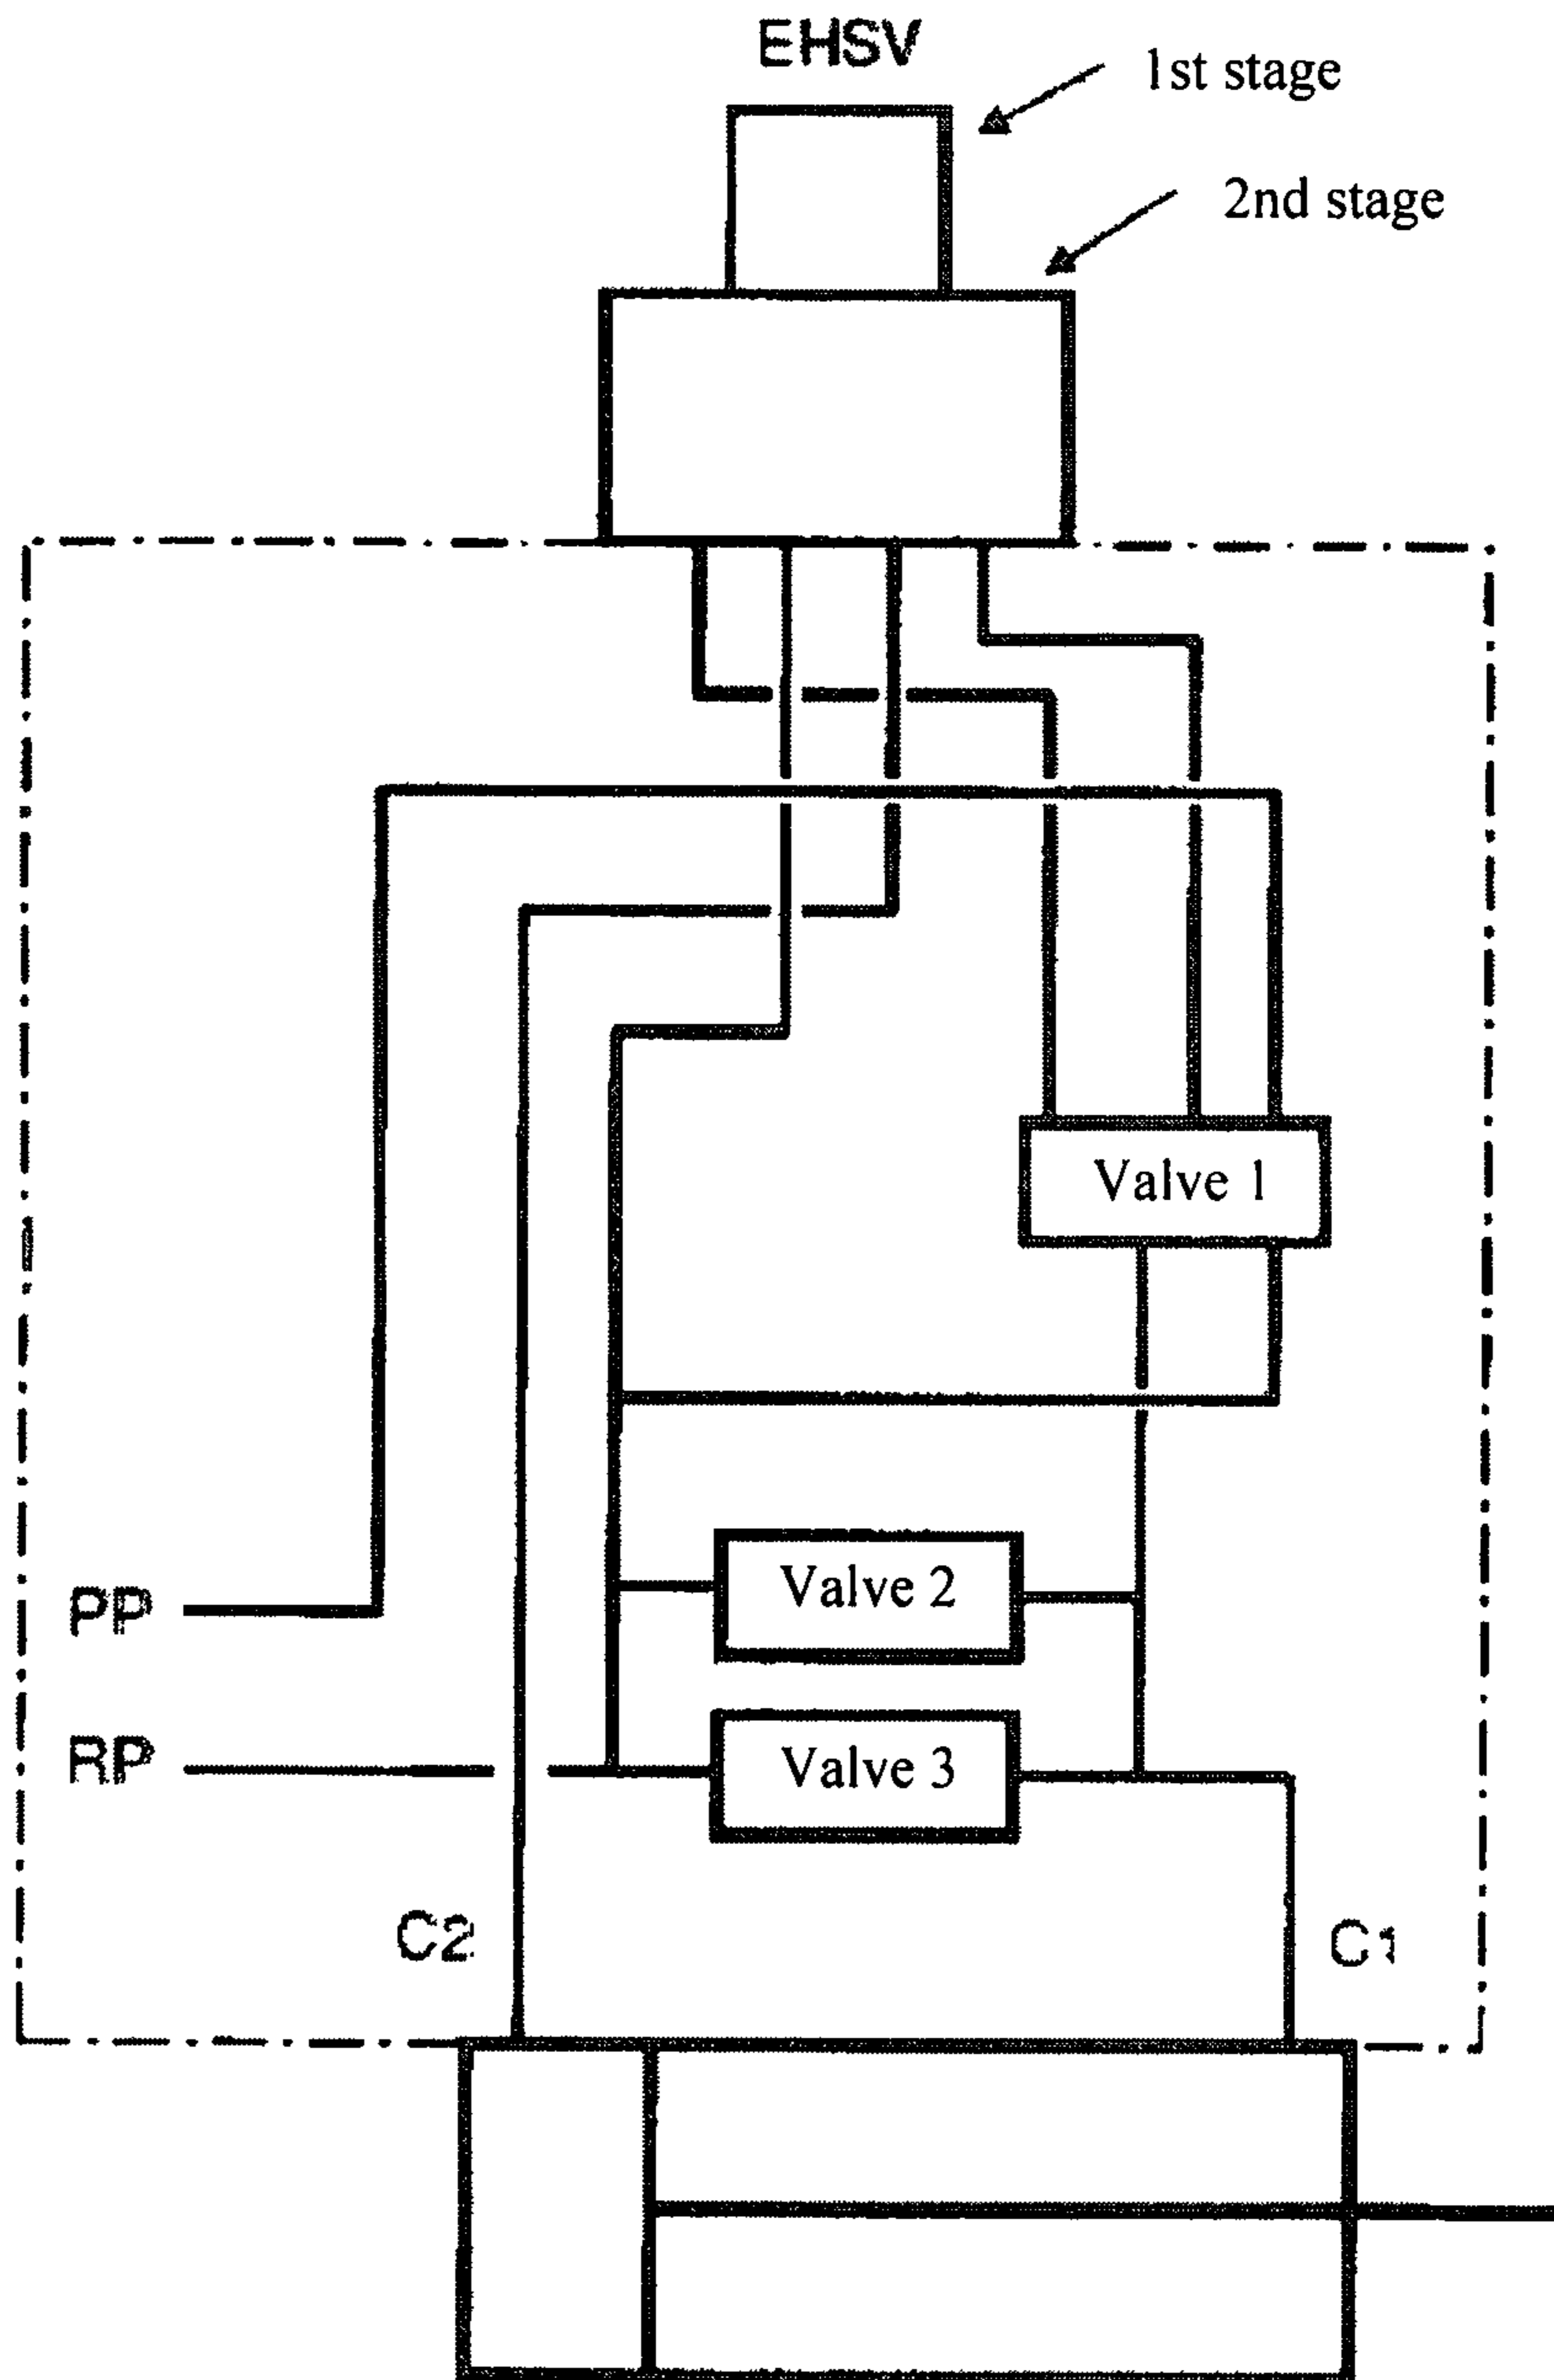 EHSV
1st stage
2nd stage
Valve 1
Valve 2
PP
Valve 3
RP
C2
C1